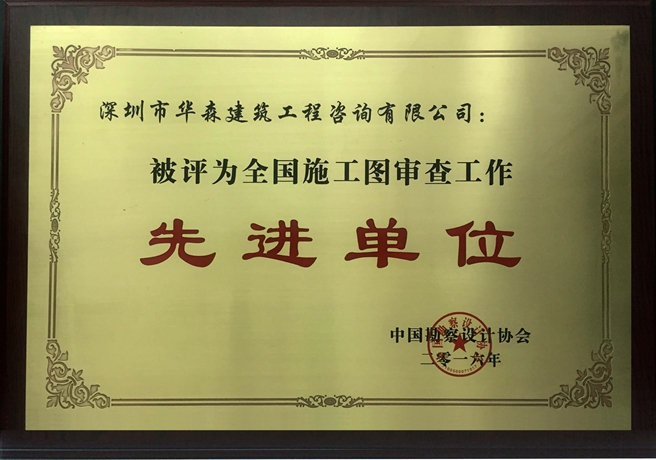 深圳市华森建筑工程咨询有限公司：
被评为全国施工图审查工作
先进单位
中国勘察设计协会
二零一六年